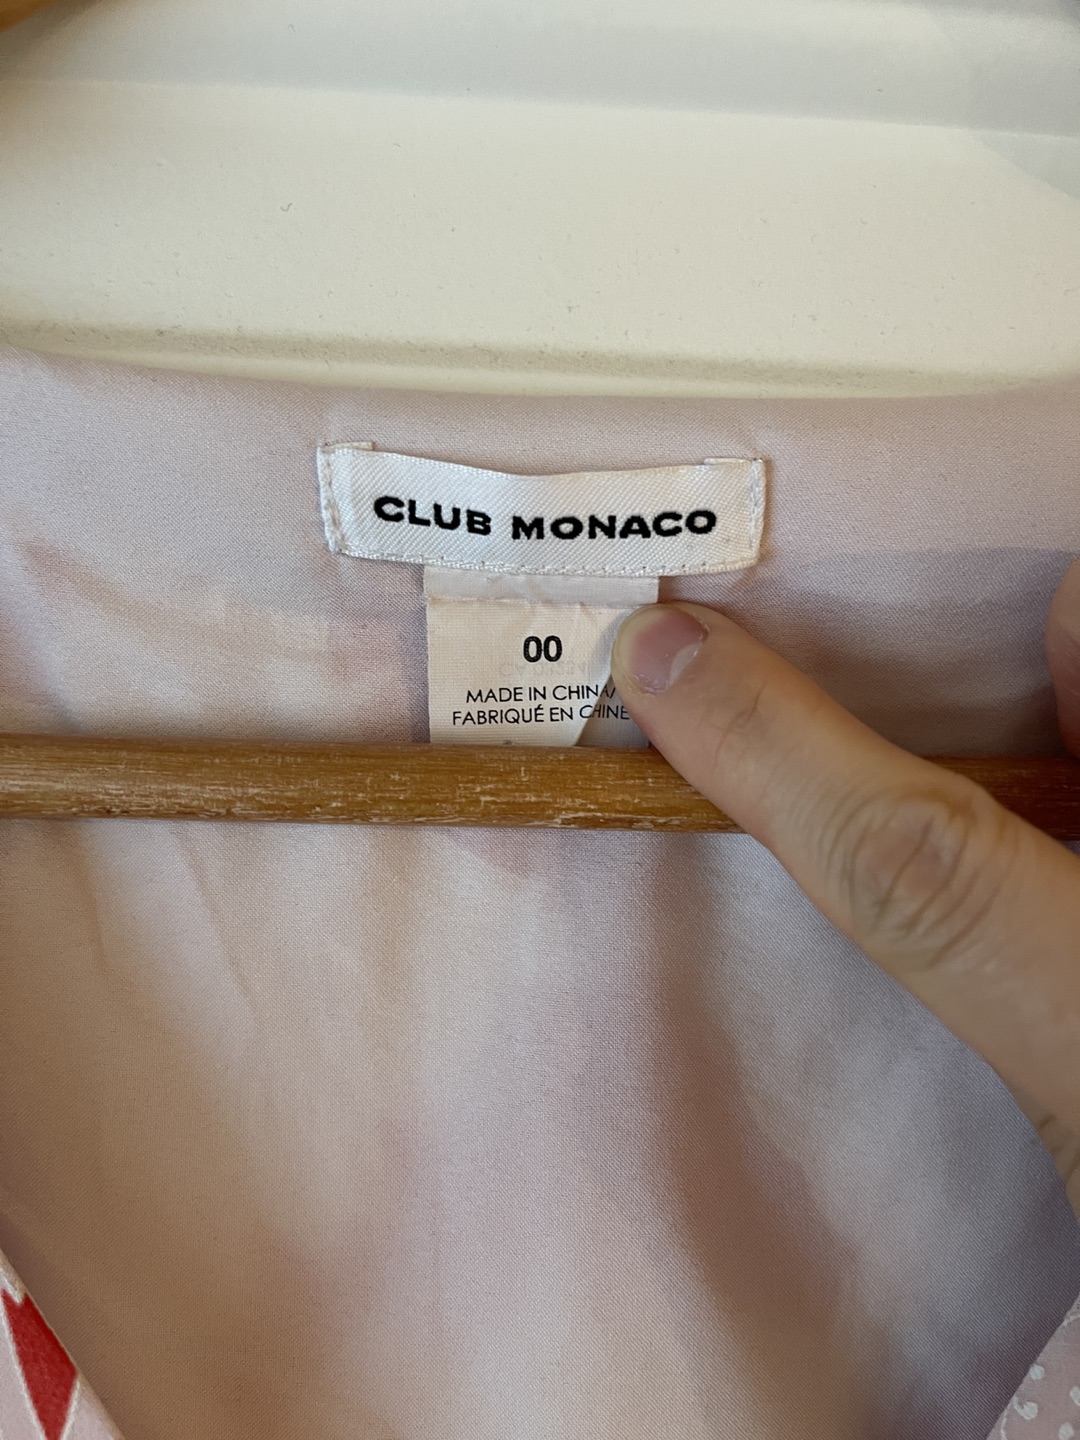 CLUB MONACO
00
MADE IN CHINA/
FABRIQUÉ EN CHINE